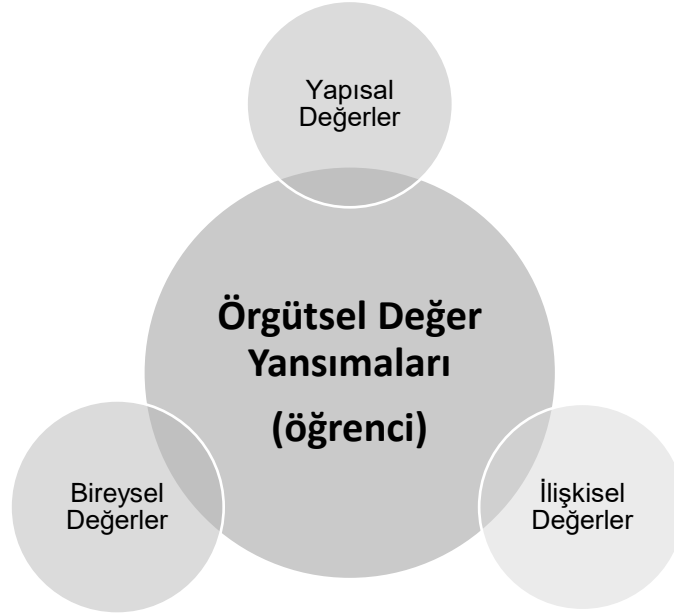 Yapısal
Değerler
Örgütsel Değer
Yansımaları
(öğrenci)
Bireysel
Değerler
İlişkisel
Değerler